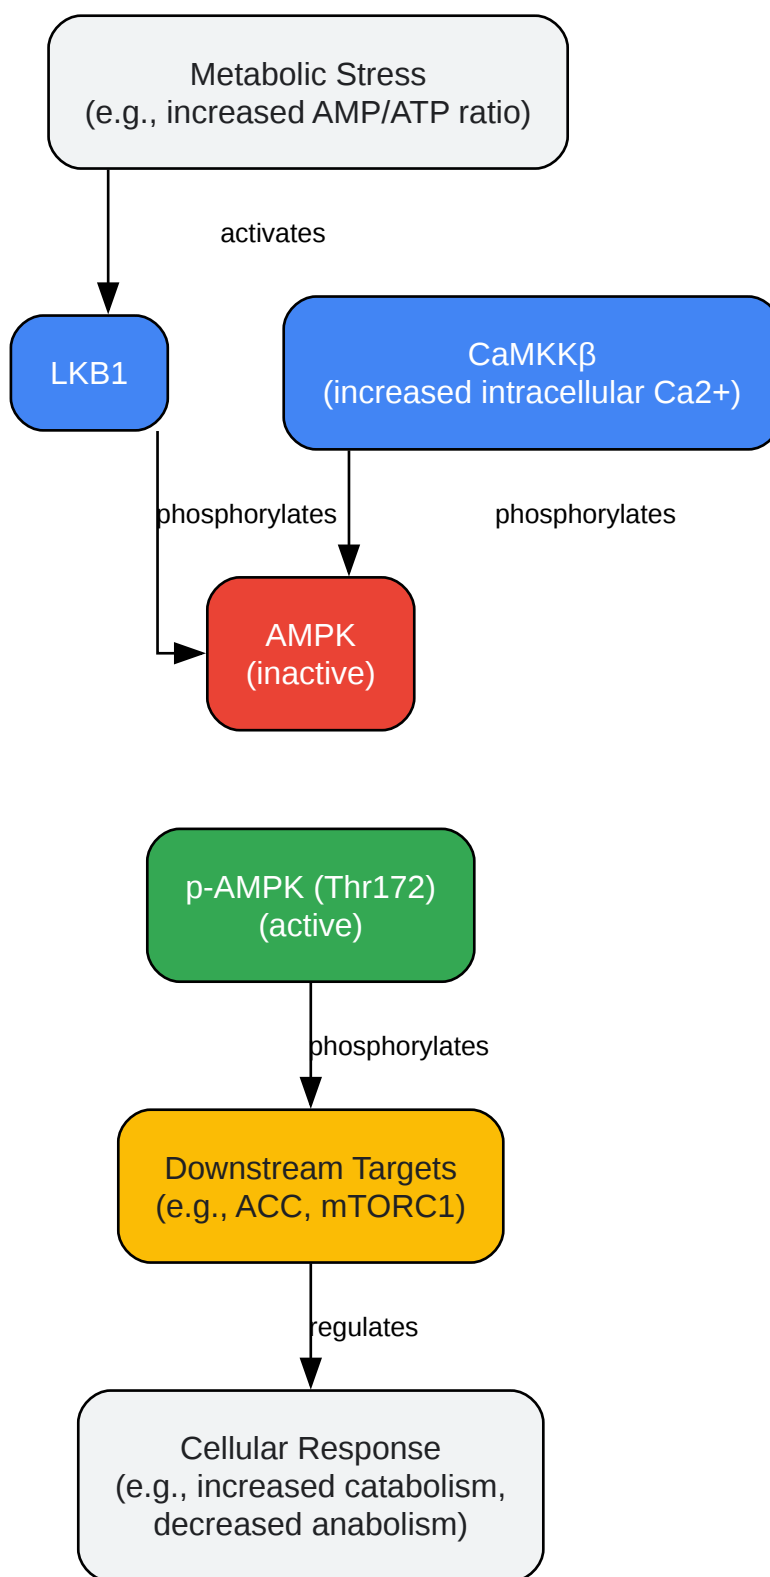 Metabolic Stress
(e.g., increased AMP/ATP ratio)
activates
LKB1
CaMKKβ
(increased intracellular Ca2+)
phosphorylates
phosphorylates
AMPK
(inactive)
p-AMPK (Thr172)
(active)
phosphorylates
Downstream Targets
(e.g., ACC, mTORC1)
regulates
Cellular Response
(e.g., increased catabolism,
decreased anabolism)